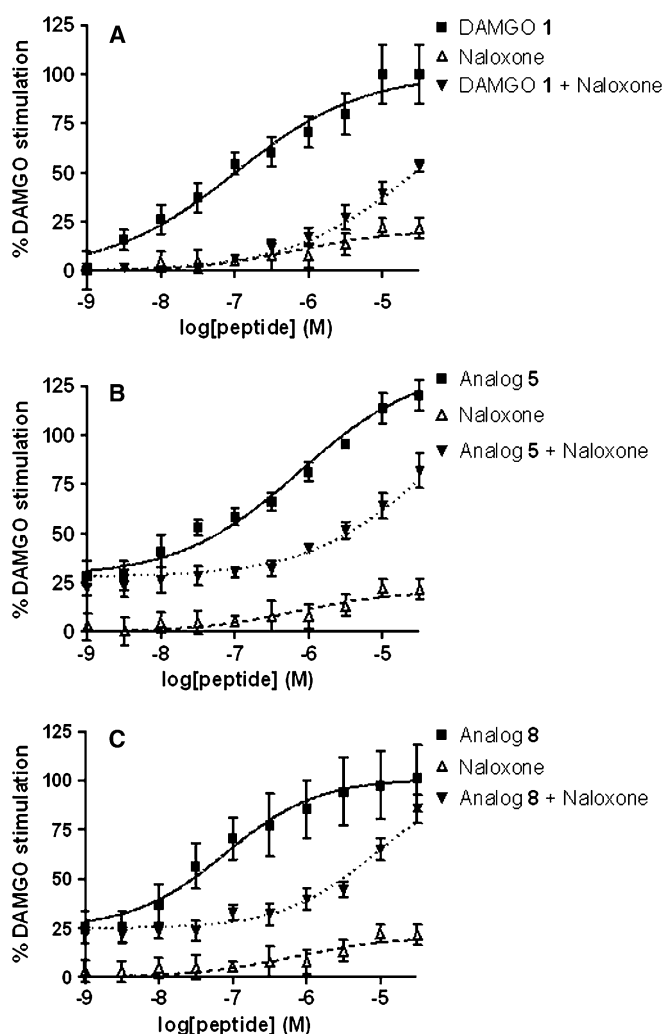 A
DAMGO 1
Naloxone
DAMGO 1 + Naloxone
% DAMGO stimulation
125
100
75
50
25
0
-9 -8 -7 -6 -5
log[peptide] (M)
B
Analog 5
Naloxone
Analog 5 + Naloxone
% DAMGO stimulation
125
100
75
50
25
0
-9 -8 -7 -6 -5
log[peptide] (M)
C
Analog 8
Naloxone
Analog 8 + Naloxone
% DAMGO stimulation
125
100
75
50
25
0
-9 -8 -7 -6 -5
log[peptide] (M)